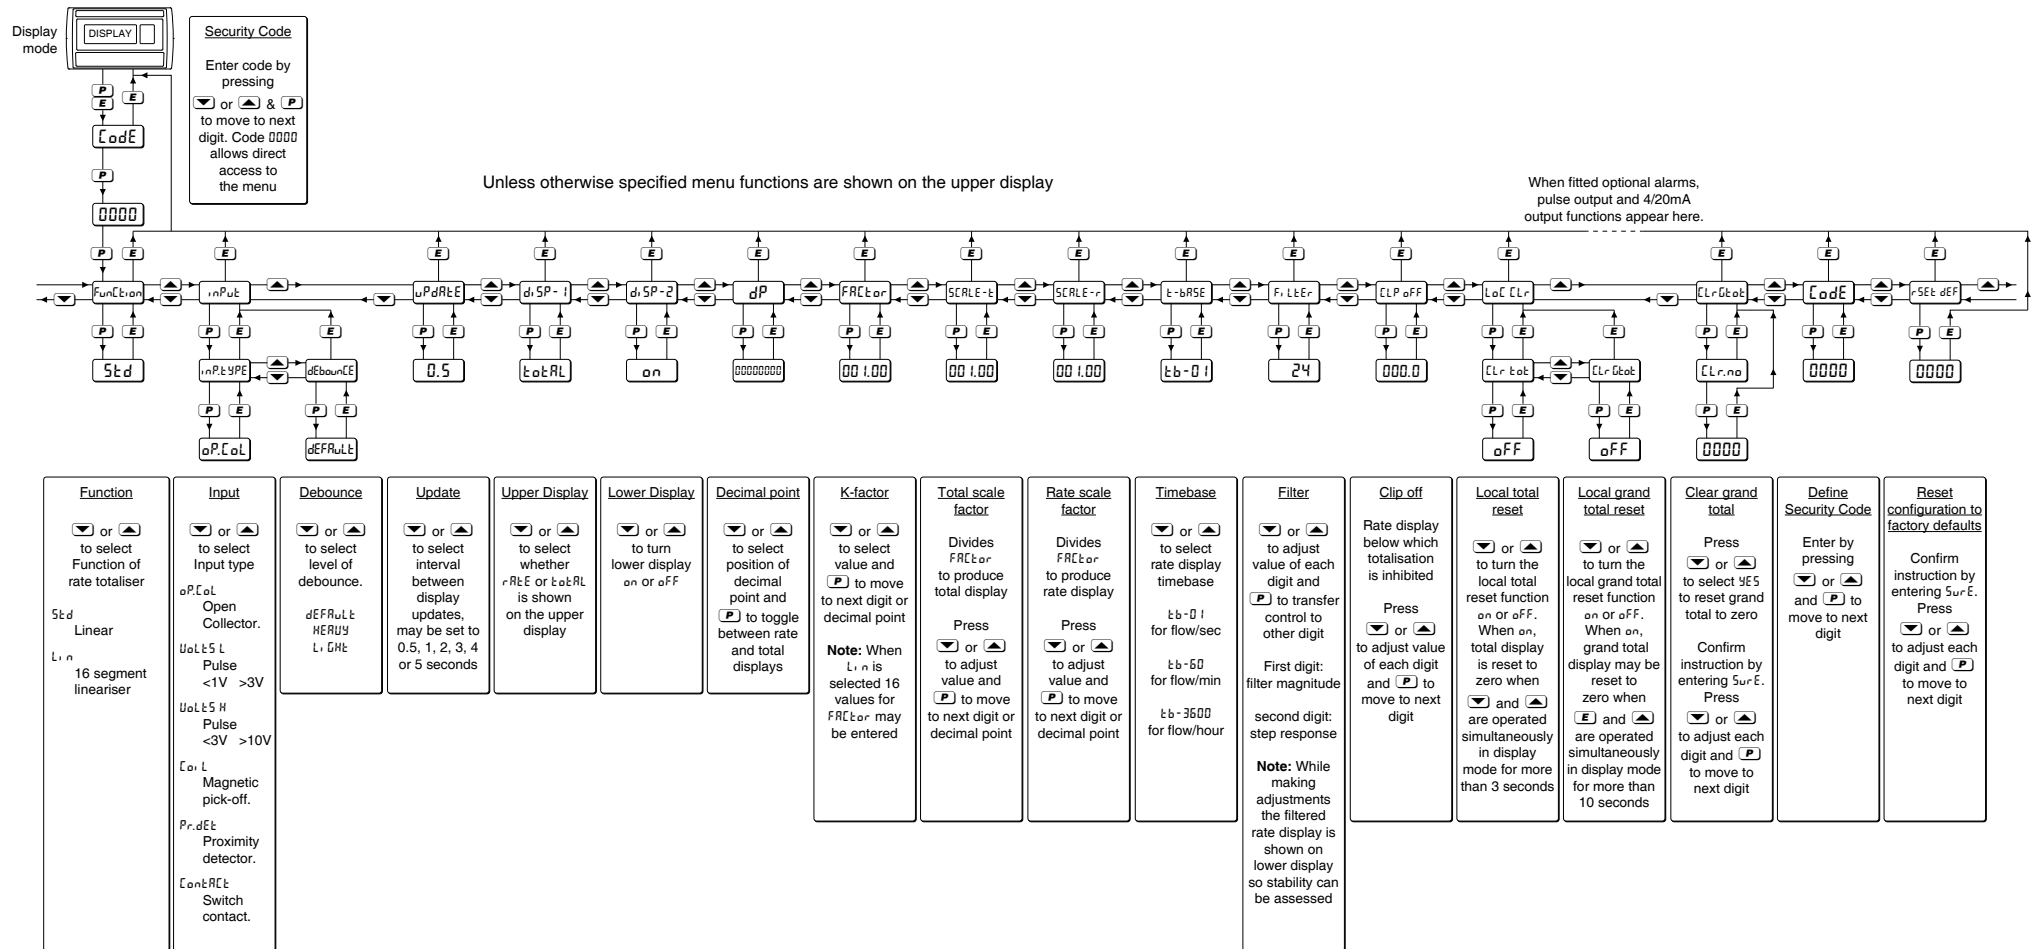 Display
mode
DISPLAY
Security Code
Enter code by
pressing
or & P
to move to next
digit. Code 0000
allows direct
access to
the menu
P
E
E
CodE
P
0000
Unless otherwise specified menu functions are shown on the upper display
When fitted optional alarms,
pulse output and 4/20mA
output functions appear here.
P E E E E E E E E E E E E E E E E
FunCtion inPut uPdAtE diSP-1 diSP-2 dP FACtor SCALE-t SCALE-r t-bASE FiLtEr CLP oFF LoC CLr CLrGtot CodE rSEt dEF
P E P E E P E P E P E P E P E P E P E P E P E P E P E E P E P E P E
Std inP.tYPE dEbounCE 0.5 totAL on 00000000 001.00 001.00 001.00 tb-01 24 000.0 CLr tot CLr Gtot CLr.no 0000 0000
P E P E P E P E P E
oP.CoL dEFAuLt oFF oFF 0000
Function
or
to select
Function of
rate totaliser
Std
Linear
Lin
16 segment
lineariser
Input
or
to select
Input type
oP.CoL
Open
Collector.
VoLtS L
Pulse
<1V >3V
VoLtS H
Pulse
<3V >10V
CoiL
Magnetic
pick-off.
Pr.dEt
Proximity
detector.
ContACt
Switch
contact.
Debounce
or
to select
level of
debounce.
dEFAuLt
HEAVY
LiGHt
Update
or
to select
interval
between
display
updates,
may be set to
0.5, 1, 2, 3, 4
or 5 seconds
Upper Display
or
to select
whether
rAtE or totAL
is shown
on the upper
display
Lower Display
or
to turn
lower display
on or oFF
Decimal point
or
to select
position of
decimal
point and
P to toggle
between rate
and total
displays
K-factor
or
to select
value and
P to move
to next digit or
decimal point
Note: When
Lin is
selected 16
values for
FACtor may
be entered
Total scale
factor
Divides
FACtor
to produce
total display
Press
or
to adjust
value and
P to move
to next digit or
decimal point
Rate scale
factor
Divides
FACtor
to produce
rate display
Press
or
to adjust
value and
P to move
to next digit or
decimal point
Timebase
or
to select
rate display
timebase
tb-01
for flow/sec
tb-60
for flow/min
tb-3600
for flow/hour
Filter
or
to adjust
value of each
digit and
P to transfer
control to
other digit
First digit:
filter magnitude
second digit:
step response
Note: While
making
adjustments
the filtered
rate display is
shown on
lower display
so stability can
be assessed
Clip off
Rate display
below which
totalisation
is inhibited
Press
or
to adjust value
of each digit
and P to
move to next
digit
Local total
reset
or
to turn the
local total
reset function
on or oFF.
When on,
total display
is reset to
zero when
and
are operated
simultaneously
in display
mode for more
than 3 seconds
Local grand
total reset
or
to turn the
local grand total
reset function
on or oFF.
When on,
grand total
display may be
reset to
zero when
E and
are operated
simultaneously
in display mode
for more than
10 seconds
Clear grand
total
Press
or
to select YES
to reset grand
total to zero
Confirm
instruction by
entering SurE.
Press
or
to adjust each
digit and P
to move to
next digit
Define
Security Code
Enter by
pressing
or
and P to
move to next
digit
Reset
configuration to
factory defaults
Confirm
instruction by
entering SurE.
Press
or
to adjust each
digit and P
to move to
next digit